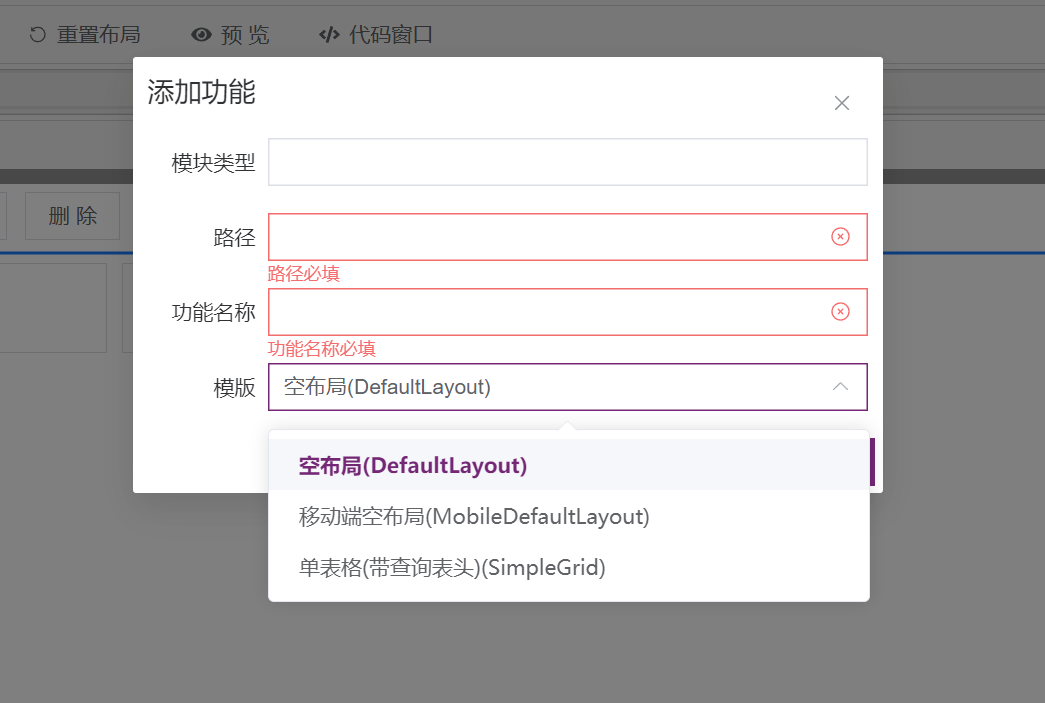 重置布局 预 览 代码窗口
添加功能
删 除
模块类型
路径
路径必填
功能名称
功能名称必填
模版 空布局(DefaultLayout)
空布局(DefaultLayout)
移动端空布局(MobileDefaultLayout)
单表格(带查询表头)(SimpleGrid)